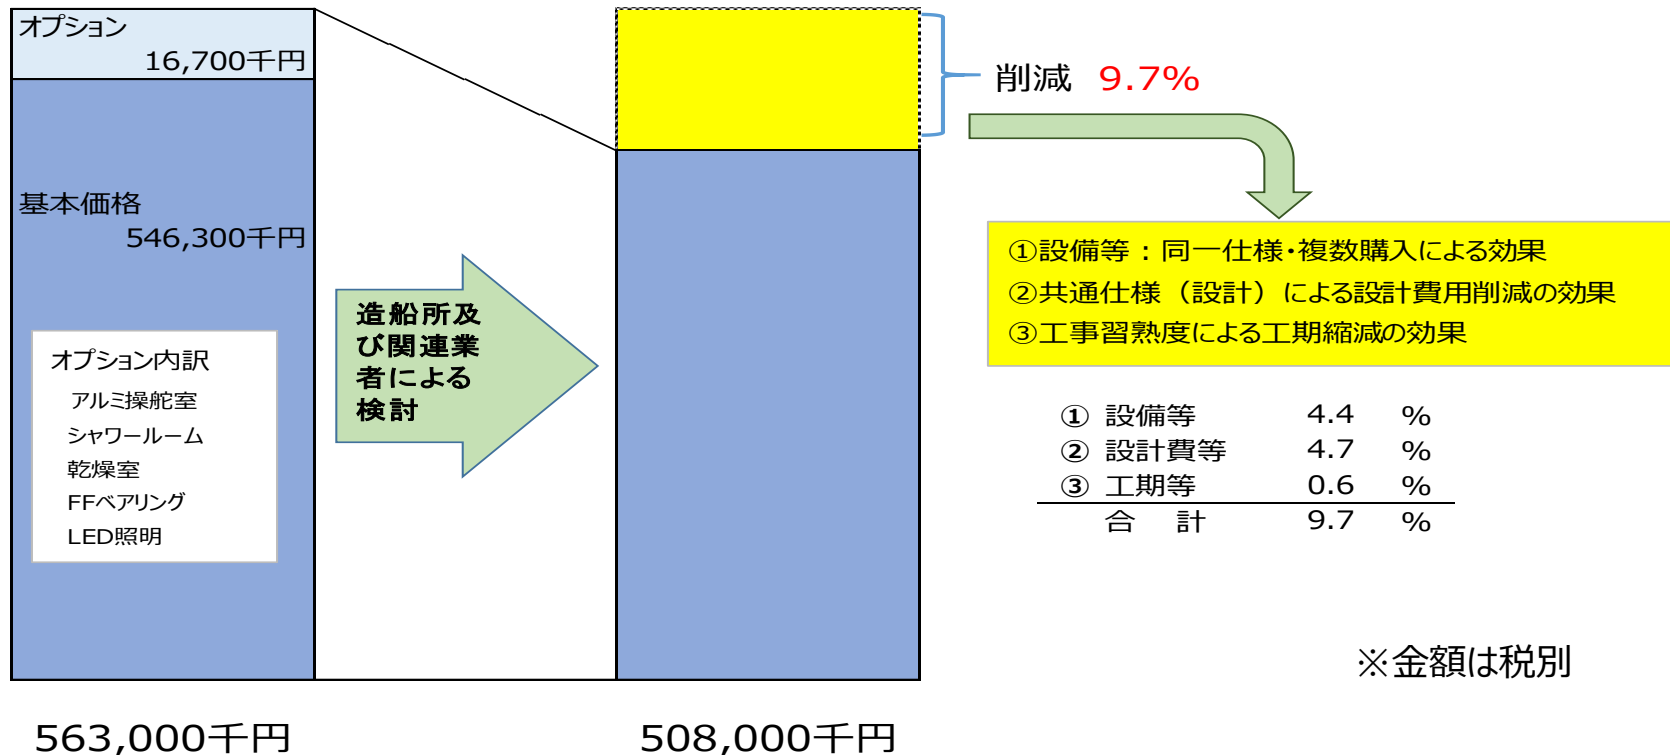 オプション
16,700千円
基本価格
546,300千円
オプション内訳
アルミ操舵室
シャワールーム
乾燥室
FFベアリング
LED照明
563,000千円
造船所及
び関連業
者による
検討
508,000千円
削減 9.7%
①設備等：同一仕様・複数購入による効果
②共通仕様（設計）による設計費用削減の効果
③工事習熟度による工期縮減の効果
① 設備等 4.4 %
② 設計費等 4.7 %
③ 工期等 0.6 %
合 計 9.7 %
※金額は税別